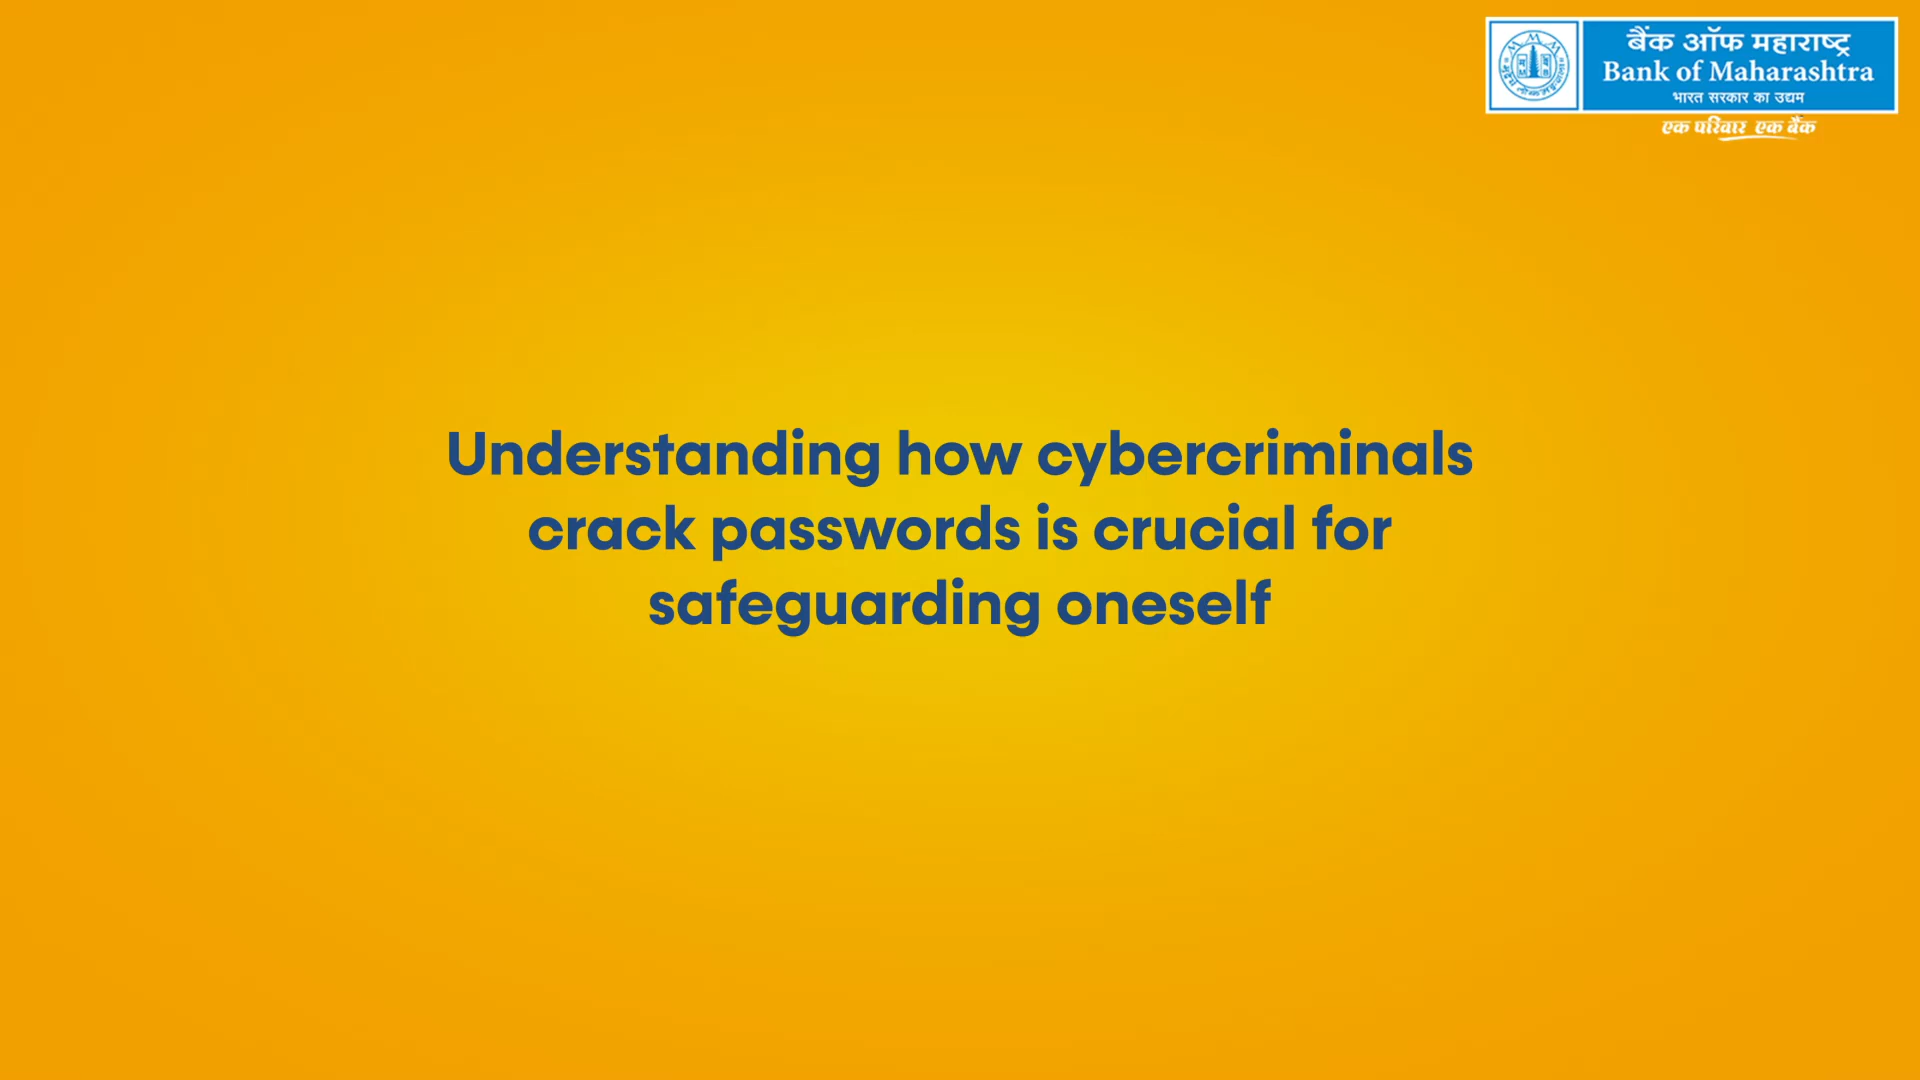 बैंक ऑफ महाराष्ट्र
Bank of Maharashtra
भारत सरकार का उद्यम
एक परिवार एक बैंक
Understanding how cybercriminals
crack passwords is crucial for
safeguarding oneself